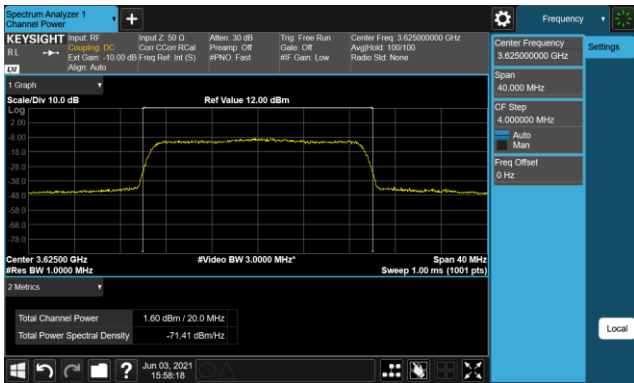 Spectrum Analyzer 1
Channel Power
Frequency
KEYSIGHT
Input: RF
Input Z: 50 Ω
Atten: 30 dB
Trig: Free Run
Center Freq: 3.625000000 GHz
RL
Coupling: DC
Corr CCorr RCal
Preamp: Off
Gate: Off
Avg|Hold: 100/100
Ext Gain: -10.00 dB
Freq Ref: Int (S)
#PNO: Fast
#IF Gain: Low
Radio Std: None
Align: Auto
LXI
Center Frequency
3.625000000 GHz
Settings
Span
40.000 MHz
CF Step
4.000000 MHz
Auto
Man
Freq Offset
0 Hz
1 Graph
Scale/Div 10.0 dB
Ref Value 12.00 dBm
Log
2.00
-8.00
-18.0
-28.0
-38.0
-48.0
-58.0
-68.0
-78.0
Center 3.62500 GHz
#Video BW 3.0000 MHz*
Span 40 MHz
#Res BW 1.0000 MHz
Sweep 1.00 ms (1001 pts)
2 Metrics
Total Channel Power
1.60 dBm / 20.0 MHz
Total Power Spectral Density
-71.41 dBm/Hz
Local
?
Jun 03, 2021
15:58:18